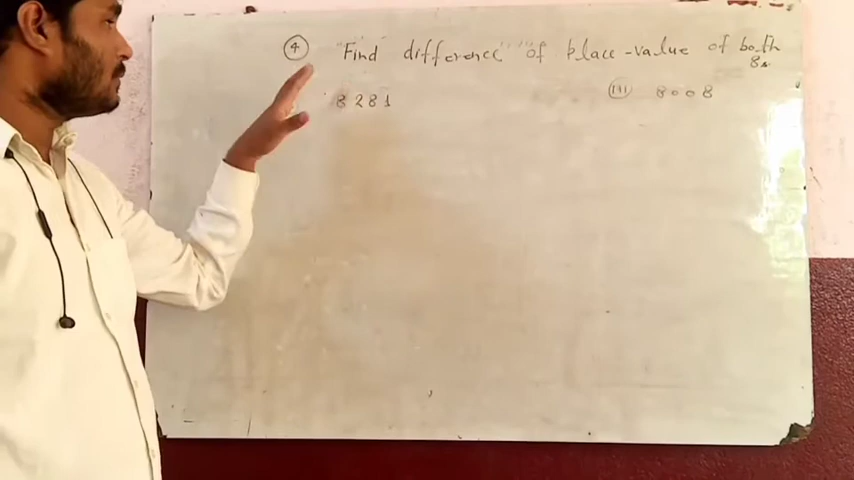 ④ Find difference of place-value of both 8s
8281
(iii) 8008